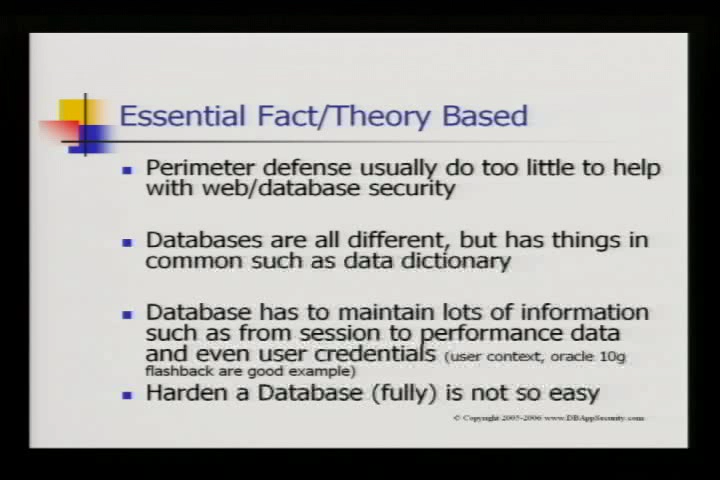 Essential Fact/Theory Based
Perimeter defense usually do too little to help
with web/database security
Databases are all different, but has things in
common such as data dictionary
Database has to maintain lots of information
such as from session to performance data
and even user credentials (user context, oracle 10g
flashback are good example)
Harden a Database (fully) is not so easy
© Copyright 2005-2006 www.DBAppSecurity.com